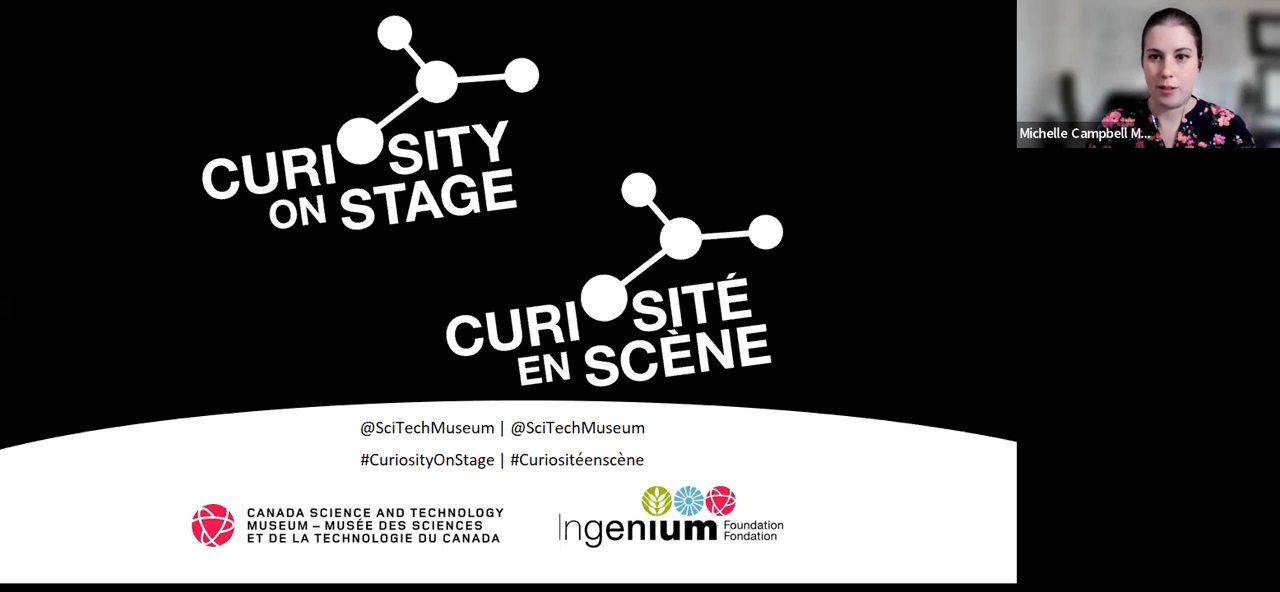 CURIOSITY
ON STAGE
CURIOSITÉ
EN SCÈNE
@SciTechMuseum | @SciTechMuseum
#CuriosityOnStage | #Curiositéenscène
CANADA SCIENCE AND TECHNOLOGY
MUSEUM – MUSÉE DES SCIENCES
ET DE LA TECHNOLOGIE DU CANADA
Ingenium
Foundation
Fondation
Michelle Campbell M...